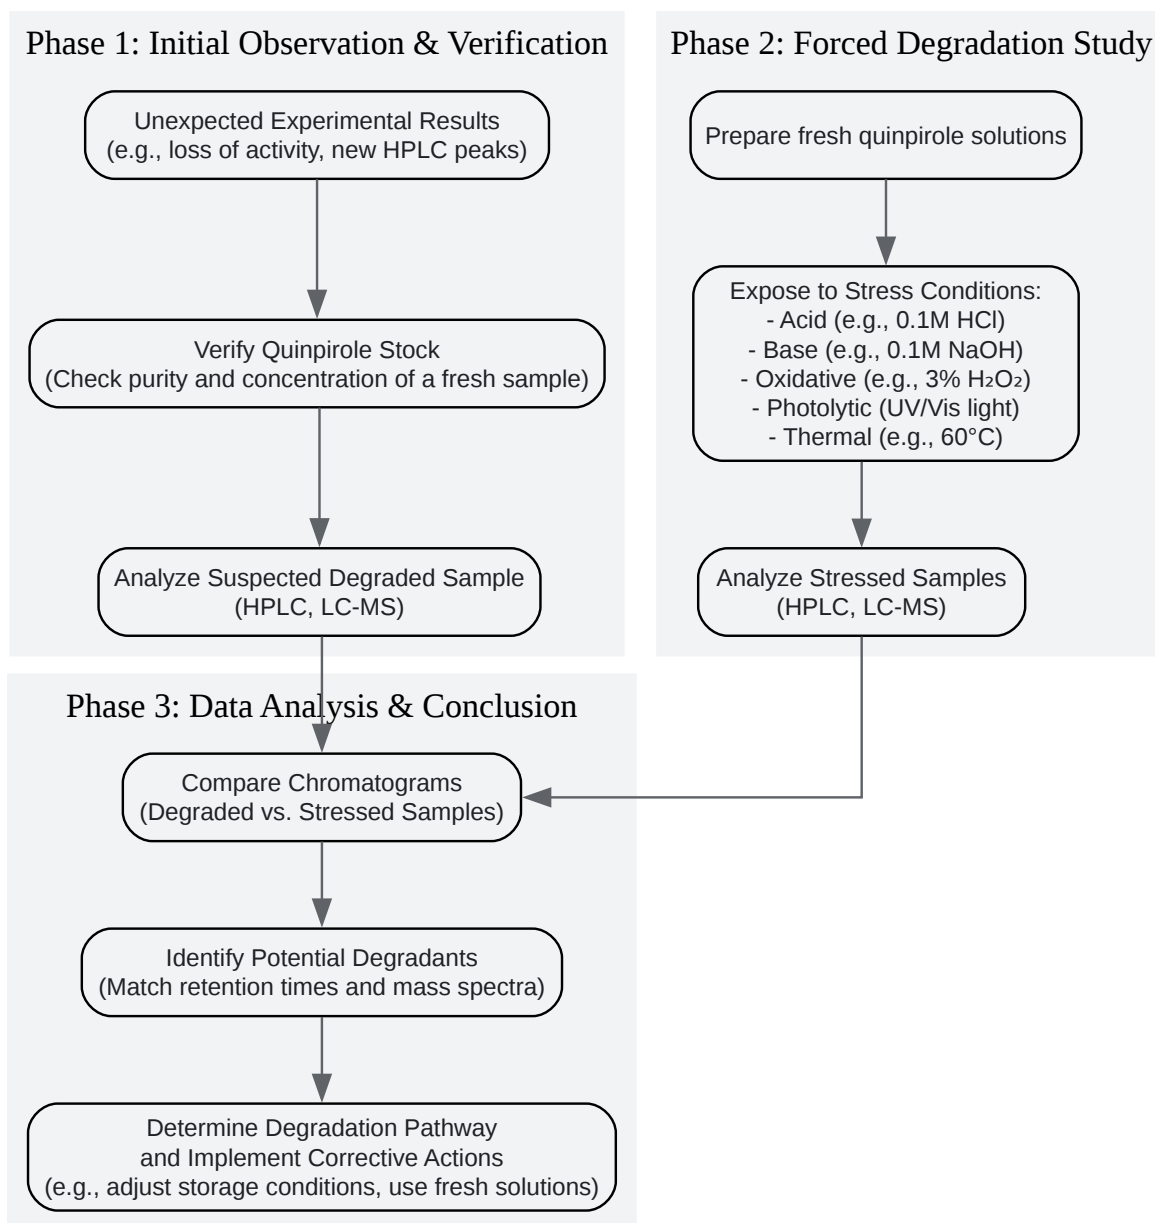 Phase 1: Initial Observation & Verification
Unexpected Experimental Results
(e.g., loss of activity, new HPLC peaks)
Verify Quinpirole Stock
(Check purity and concentration of a fresh sample)
Analyze Suspected Degraded Sample
(HPLC, LC-MS)
Phase 2: Forced Degradation Study
Prepare fresh quinpirole solutions
Expose to Stress Conditions:
- Acid (e.g., 0.1M HCl)
- Base (e.g., 0.1M NaOH)
- Oxidative (e.g., 3% H₂O₂)
- Photolytic (UV/Vis light)
- Thermal (e.g., 60°C)
Analyze Stressed Samples
(HPLC, LC-MS)
Phase 3: Data Analysis & Conclusion
Compare Chromatograms
(Degraded vs. Stressed Samples)
Identify Potential Degradants
(Match retention times and mass spectra)
Determine Degradation Pathway
and Implement Corrective Actions
(e.g., adjust storage conditions, use fresh solutions)